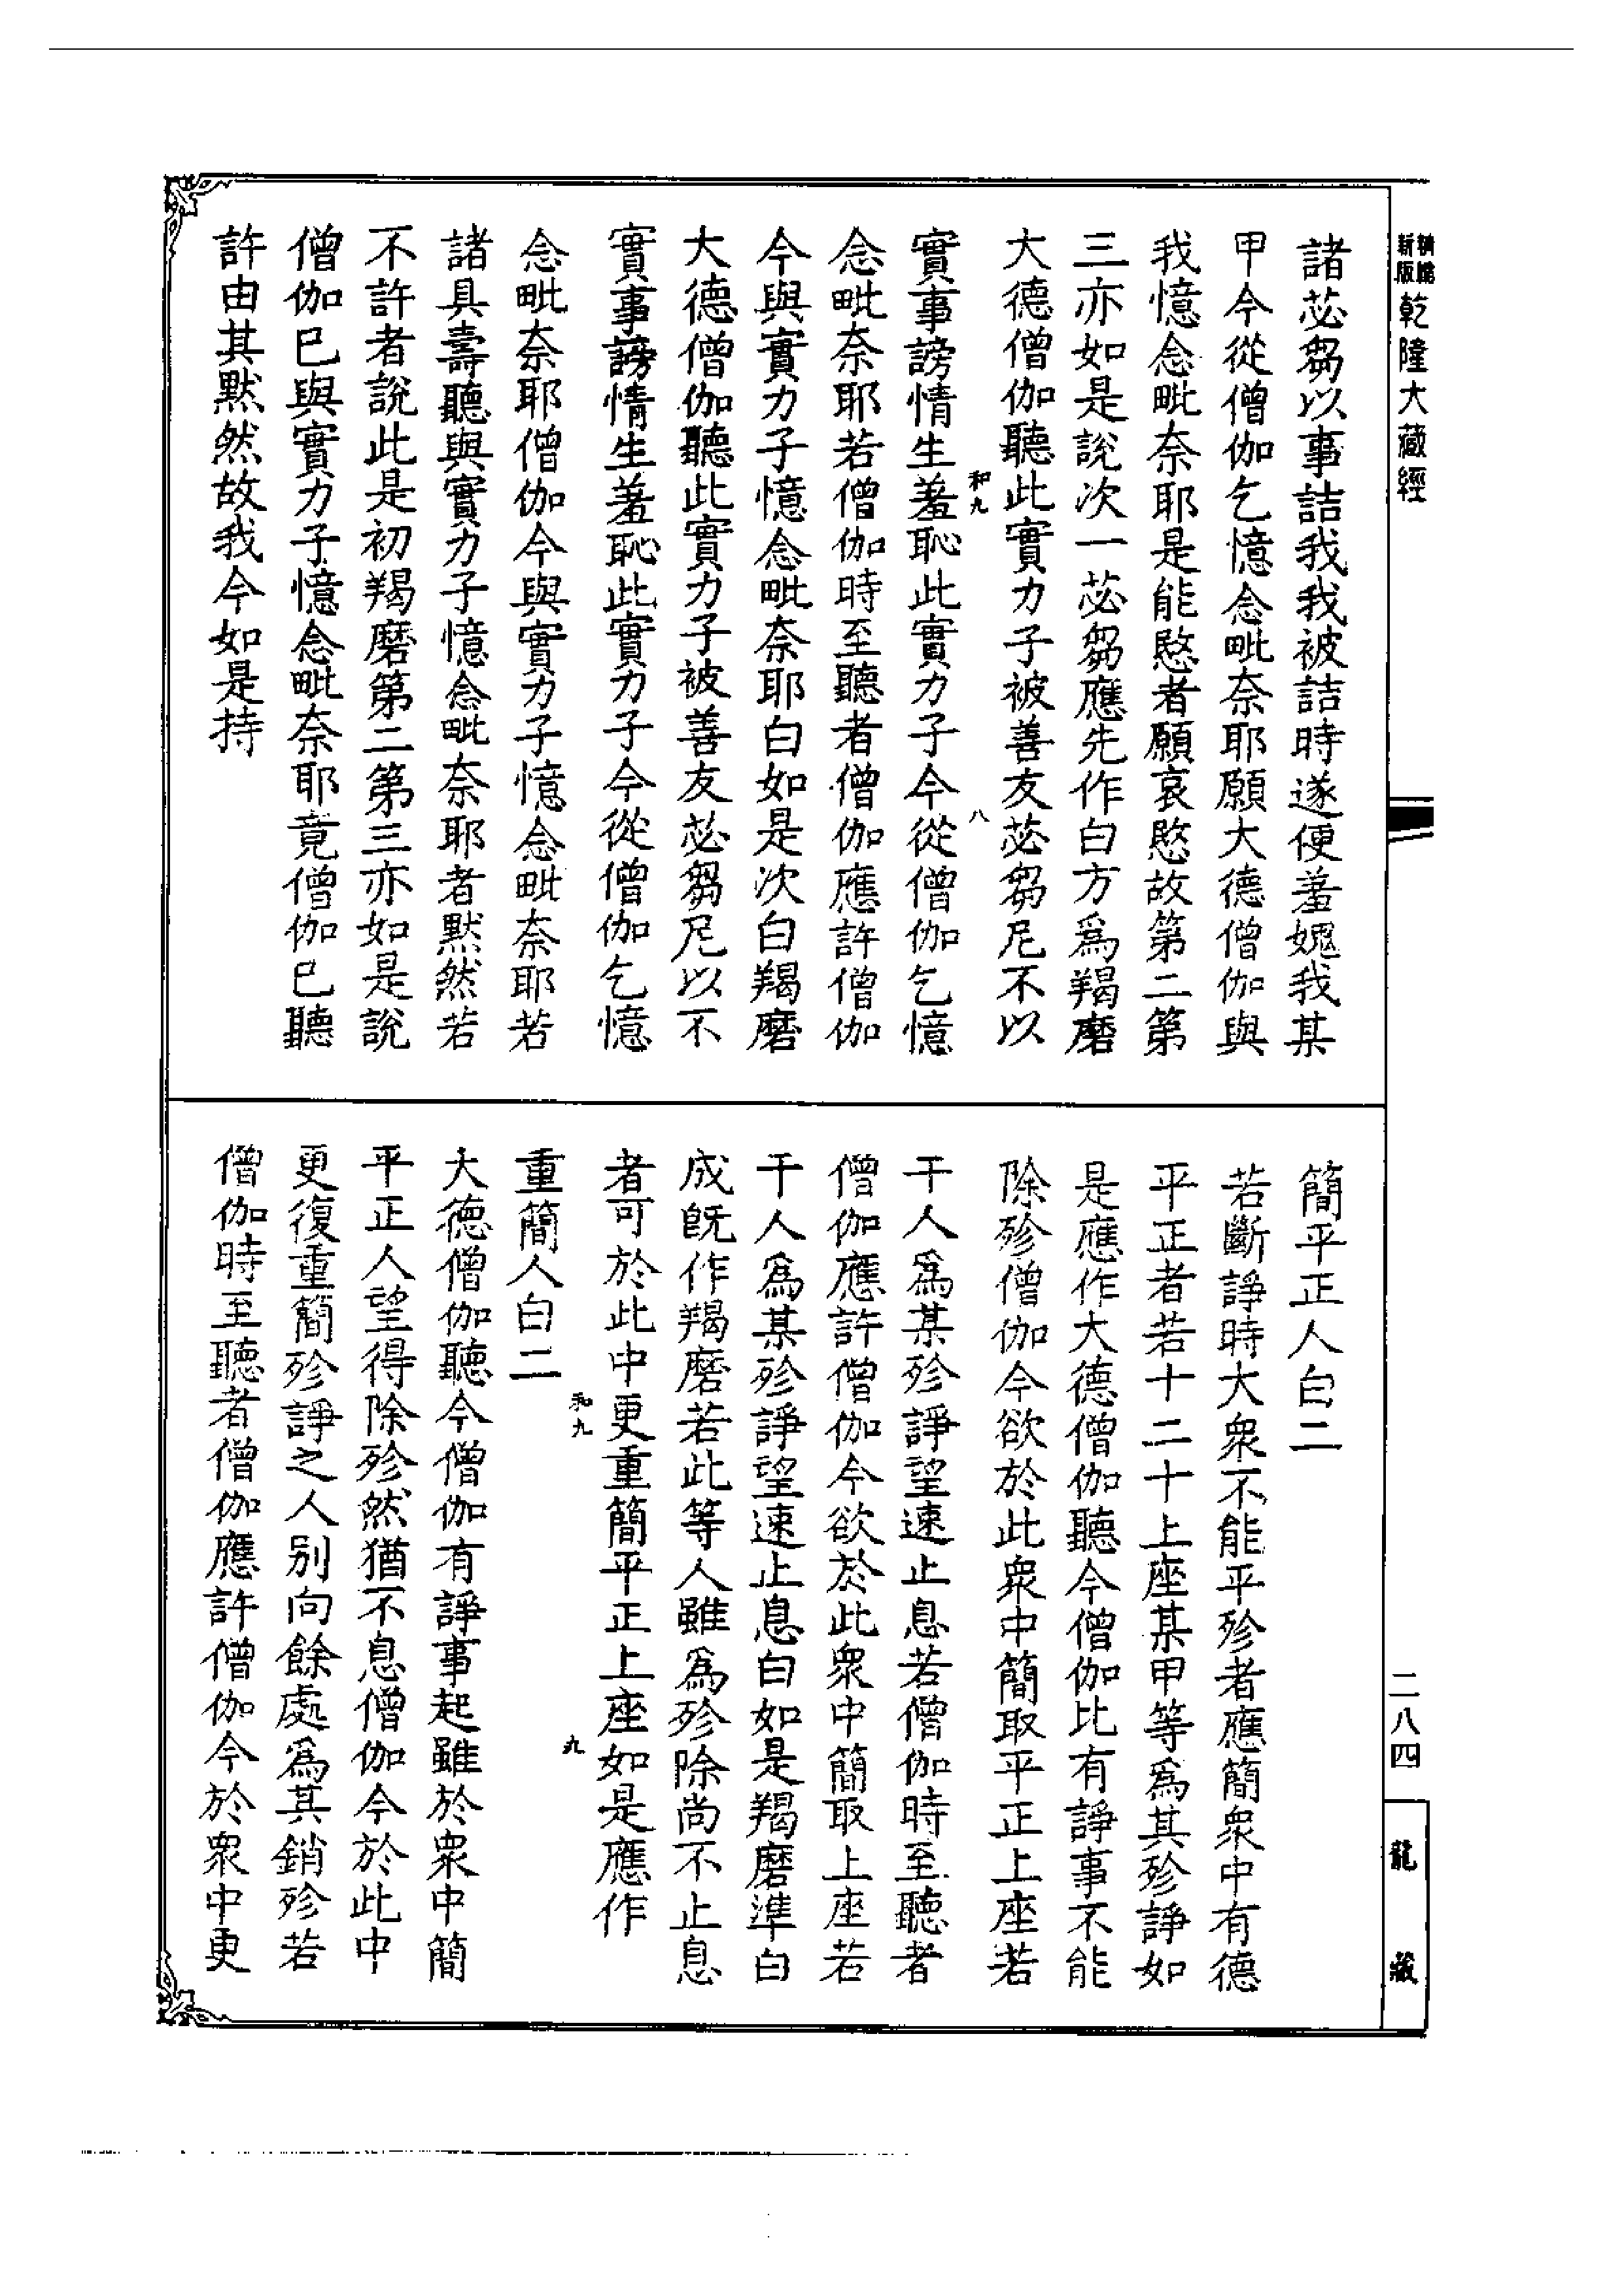 新版
乾隆大藏經
諸苾芻以事詰我我被詰時遂便羞媿我某
甲今從僧伽乞憶念毗奈耶願大德僧伽與
我憶念毗奈耶是能愍者願哀愍故第二第
三亦如是說次一苾芻應先作白方爲羯磨
大德僧伽聽此實力子被善友苾芻尼不以
和九
八
實事謗情生羞恥此實力子今從僧伽乞憶
念毗奈耶若僧伽時至聽者僧伽應許僧伽
今與實力子憶念毗奈耶白如是次白羯磨
大德僧伽聽此實力子被善友苾芻尼以不
實事謗情生羞恥此實力子今從僧伽乞憶
念毗奈耶僧伽今與實力子憶念毗奈耶若
諸具壽聽與實力子憶念毗奈耶者默然若
不許者說此是初羯磨第二第三亦如是說
僧伽巳與實力子憶念毗奈耶竟僧伽巳聽
許由其默然故我今如是持
簡平正人白二
若斷諍時大衆不能平殄者應簡衆中有德
平正者若十二十上座某甲等爲其殄諍如
是應作大德僧伽聽今僧伽比有諍事不能
除殄僧伽今欲於此衆中簡取平正上座若
干人爲某殄諍望速止息若僧伽時至聽者
僧伽應許僧伽今欲於此衆中簡取上座若
干人爲某殄諍望速止息白如是羯磨準白
成旣作羯磨若此等人雖爲殄除尚不止息
者可於此中更重簡平正上座如是應作
和九
九
重簡人白二
大德僧伽聽今僧伽有諍事起雖於衆中簡
平正人望得除殄然猶不息僧伽今於此中
更復重簡殄諍之人別向餘處爲其銷殄若
僧伽時至聽者僧伽應許僧伽今於衆中更
二八四
龍藏